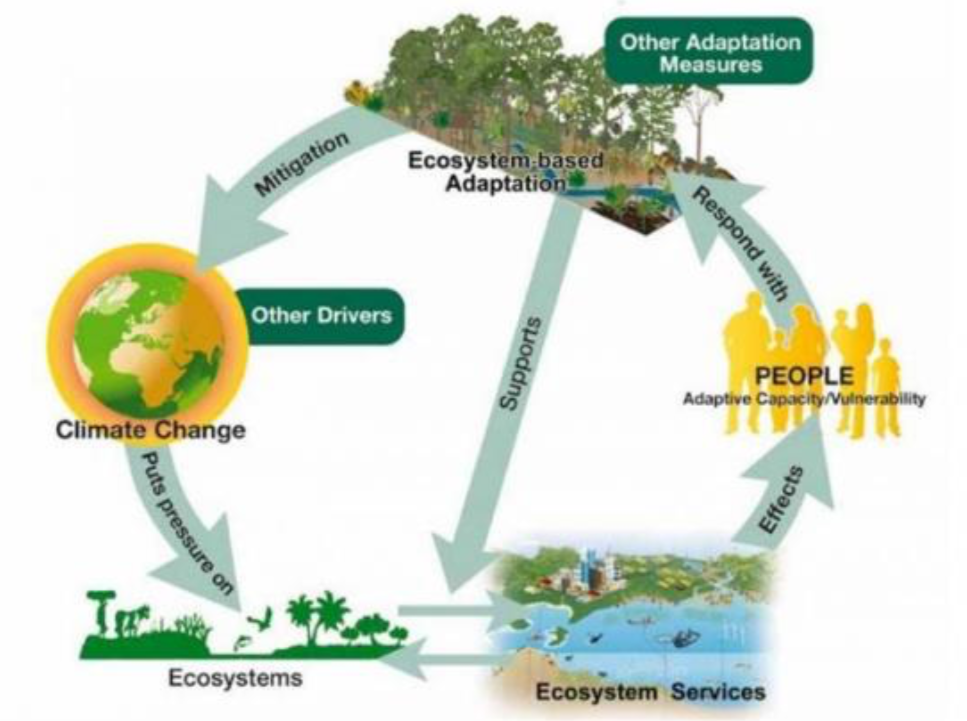 Other Adaptation
Measures
Mitigation
Ecosystem-based
Adaptation
Respond with
Other Drivers
Supports
PEOPLE
Adaptive Capacity/Vulnerability
Climate Change
Puts pressure on
Effects
Ecosystems
Ecosystem Services